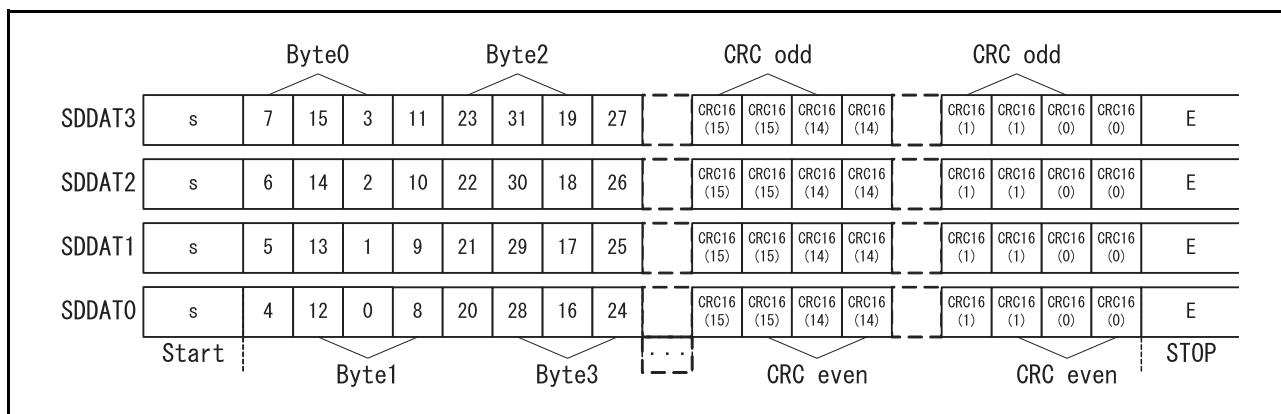 Byte0 Byte2 CRC odd CRC odd
SDDAT3 s 7 15 3 11 23 31 19 27 CRC16 (15) CRC16 (15) CRC16 (14) CRC16 (14) CRC16 (1) CRC16 (1) CRC16 (0) CRC16 (0) E
SDDAT2 s 6 14 2 10 22 30 18 26 CRC16 (15) CRC16 (15) CRC16 (14) CRC16 (14) CRC16 (1) CRC16 (1) CRC16 (0) CRC16 (0) E
SDDAT1 s 5 13 1 9 21 29 17 25 CRC16 (15) CRC16 (15) CRC16 (14) CRC16 (14) CRC16 (1) CRC16 (1) CRC16 (0) CRC16 (0) E
SDDAT0 s 4 12 0 8 20 28 16 24 CRC16 (15) CRC16 (15) CRC16 (14) CRC16 (14) CRC16 (1) CRC16 (1) CRC16 (0) CRC16 (0) E
Start ... STOP
Byte1 Byte3 CRC even CRC even